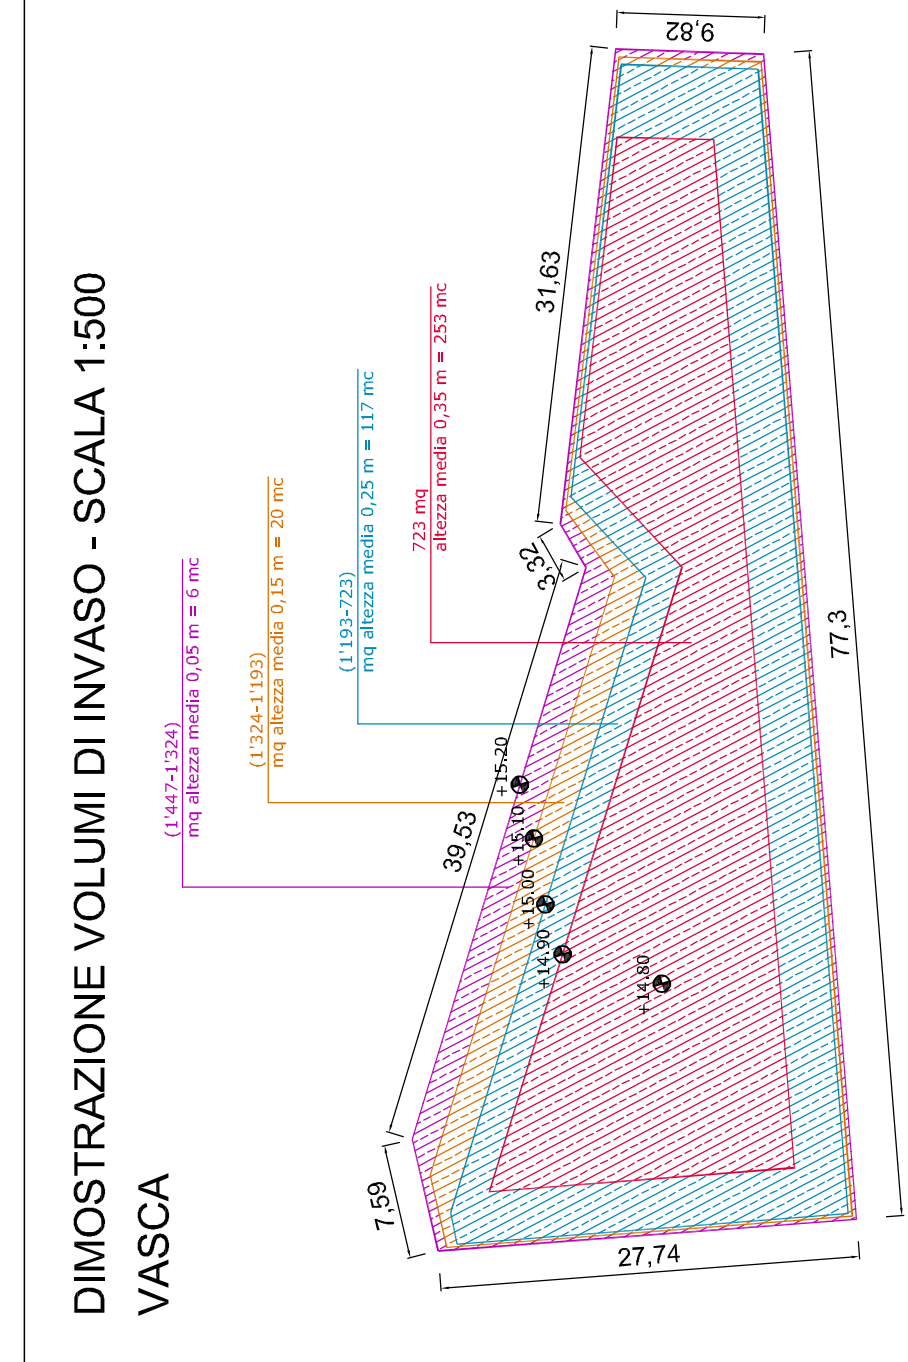 DIMOSTRAZIONE VOLUMI DI INVASO - SCALA 1:500
VASCA
(1'447-1'324)
mq altezza media 0,05 m = 6 mc
(1'324-1'193)
mq altezza media 0,15 m = 20 mc
(1'193-723)
mq altezza media 0,25 m = 117 mc
723 mq
altezza media 0,35 m = 253 mc
9,82
31,63
3,32
39,53
7,59
27,74
77,3
+15.20
+15.10
+15.00
+14.90
+14.80